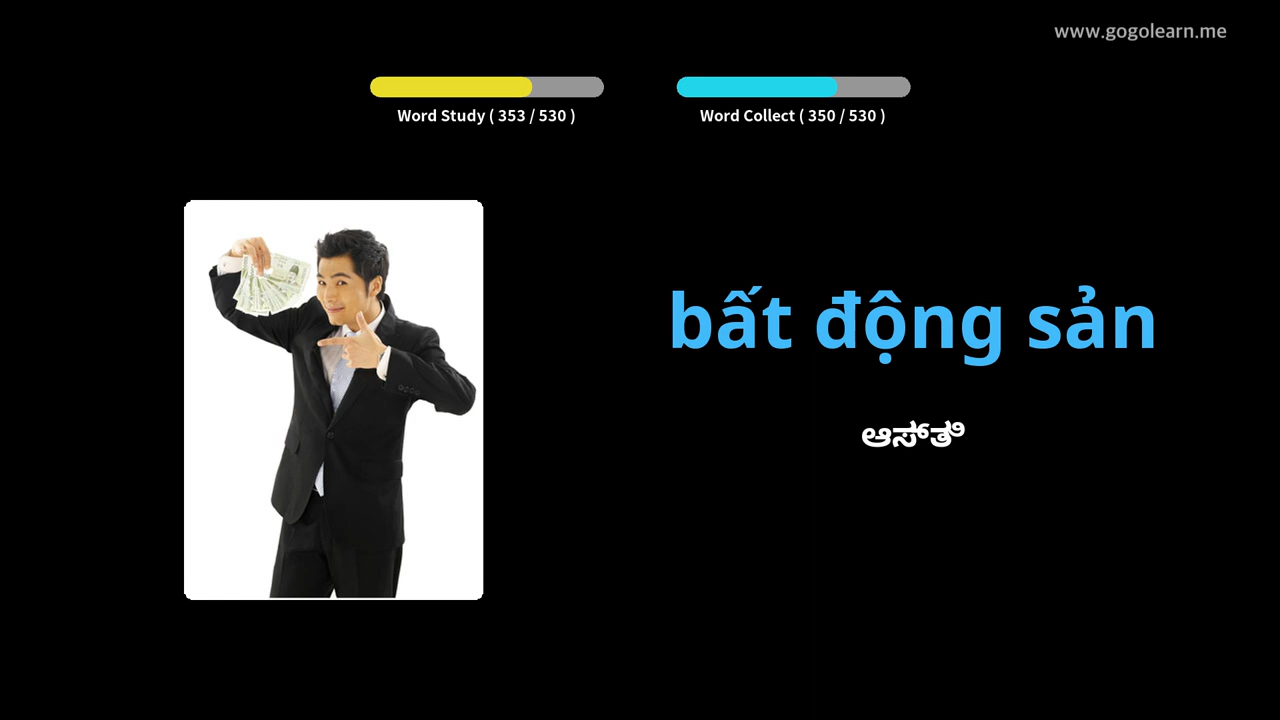 www.gogolearn.me
Word Study ( 353 / 530 )
Word Collect ( 350 / 530 )
bất động sản
ಆಸ್ತಿ